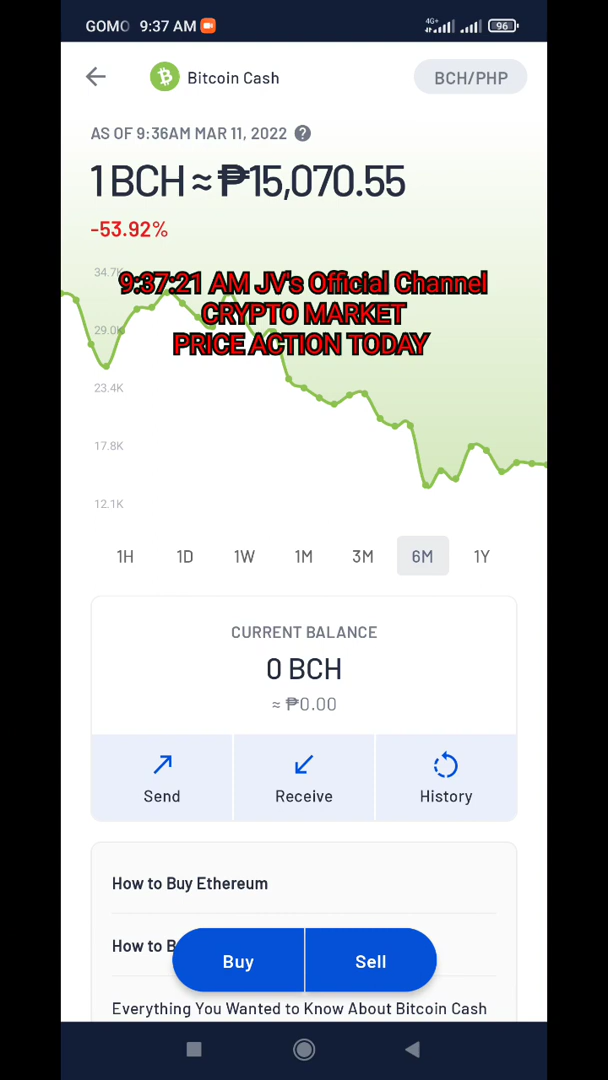 GOMO 9:37 AM 4G+ 96
Bitcoin Cash BCH/PHP
AS OF 9:36AM MAR 11, 2022 ?
1 BCH ≈ ₱15,070.55
-53.92%
34.7K
9:37:21 AM JV's Official Channel
CRYPTO MARKET
29.0K
PRICE ACTION TODAY
23.4K
17.8K
12.1K
1H 1D 1W 1M 3M 6M 1Y
CURRENT BALANCE
0 BCH
≈ ₱0.00
Send Receive History
How to Buy Ethereum
How to B
Buy Sell
Everything You Wanted to Know About Bitcoin Cash